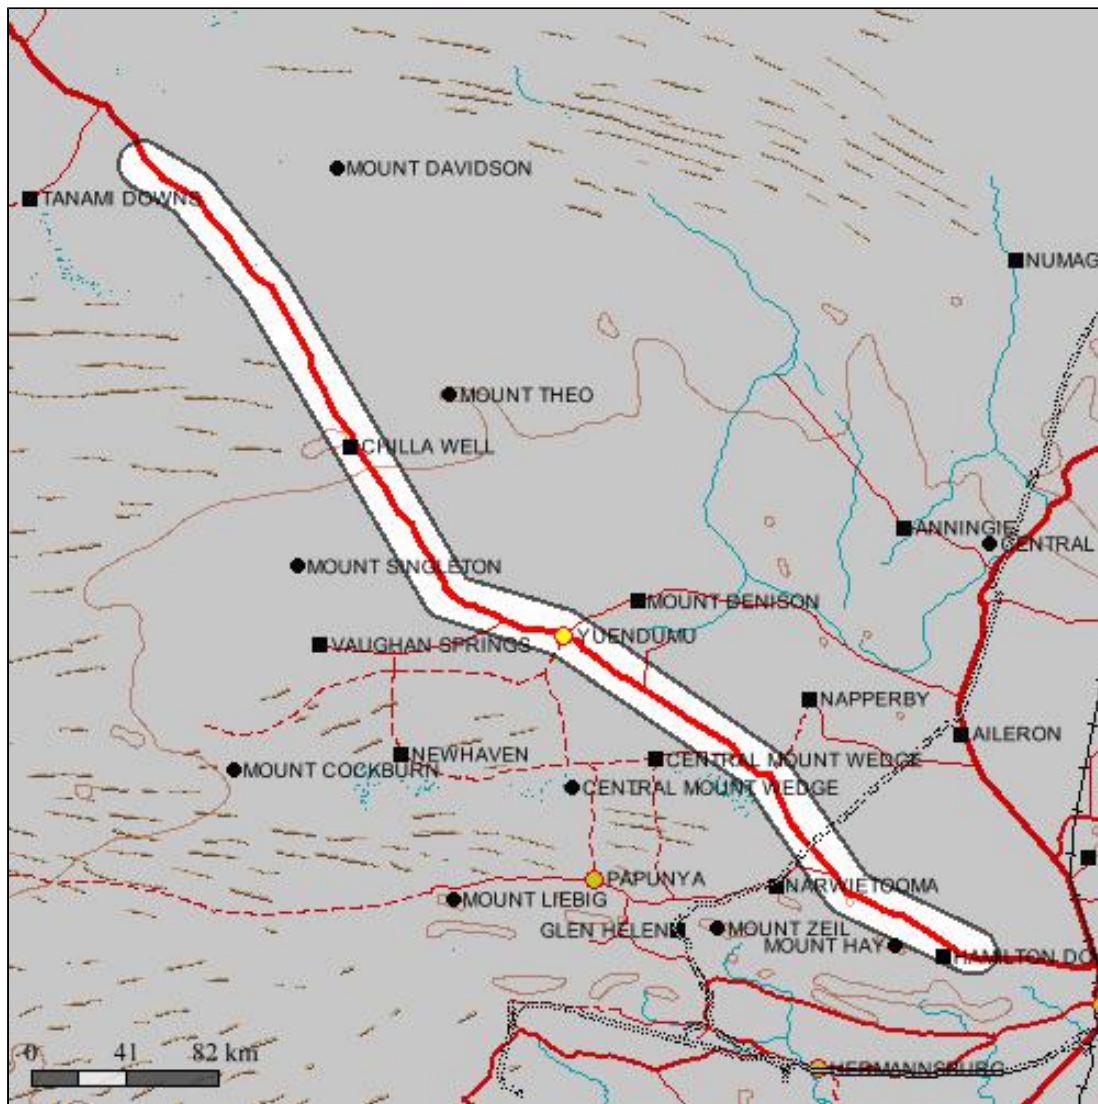 MOUNT DAVIDSON
TANAMI DOWNS
NUMAG
MOUNT THEO
CHILLA WELL
ANNINGIE
CENTRAL
MOUNT SINGLETON
MOUNT DENISON
YUENDUMU
VAUGHAN SPRINGS
NAPPERBY
AILERON
NEWHAVEN
CENTRAL MOUNT WEDGE
MOUNT COCKBURN
CENTRAL MOUNT WEDGE
PAPUNYA
NARWIETOOMA
MOUNT LIEBIG
GLEN HELEN
MOUNT ZEIL
MOUNT HAY
HAMILTON DO
0 41 82 km
HERMANNSBURG